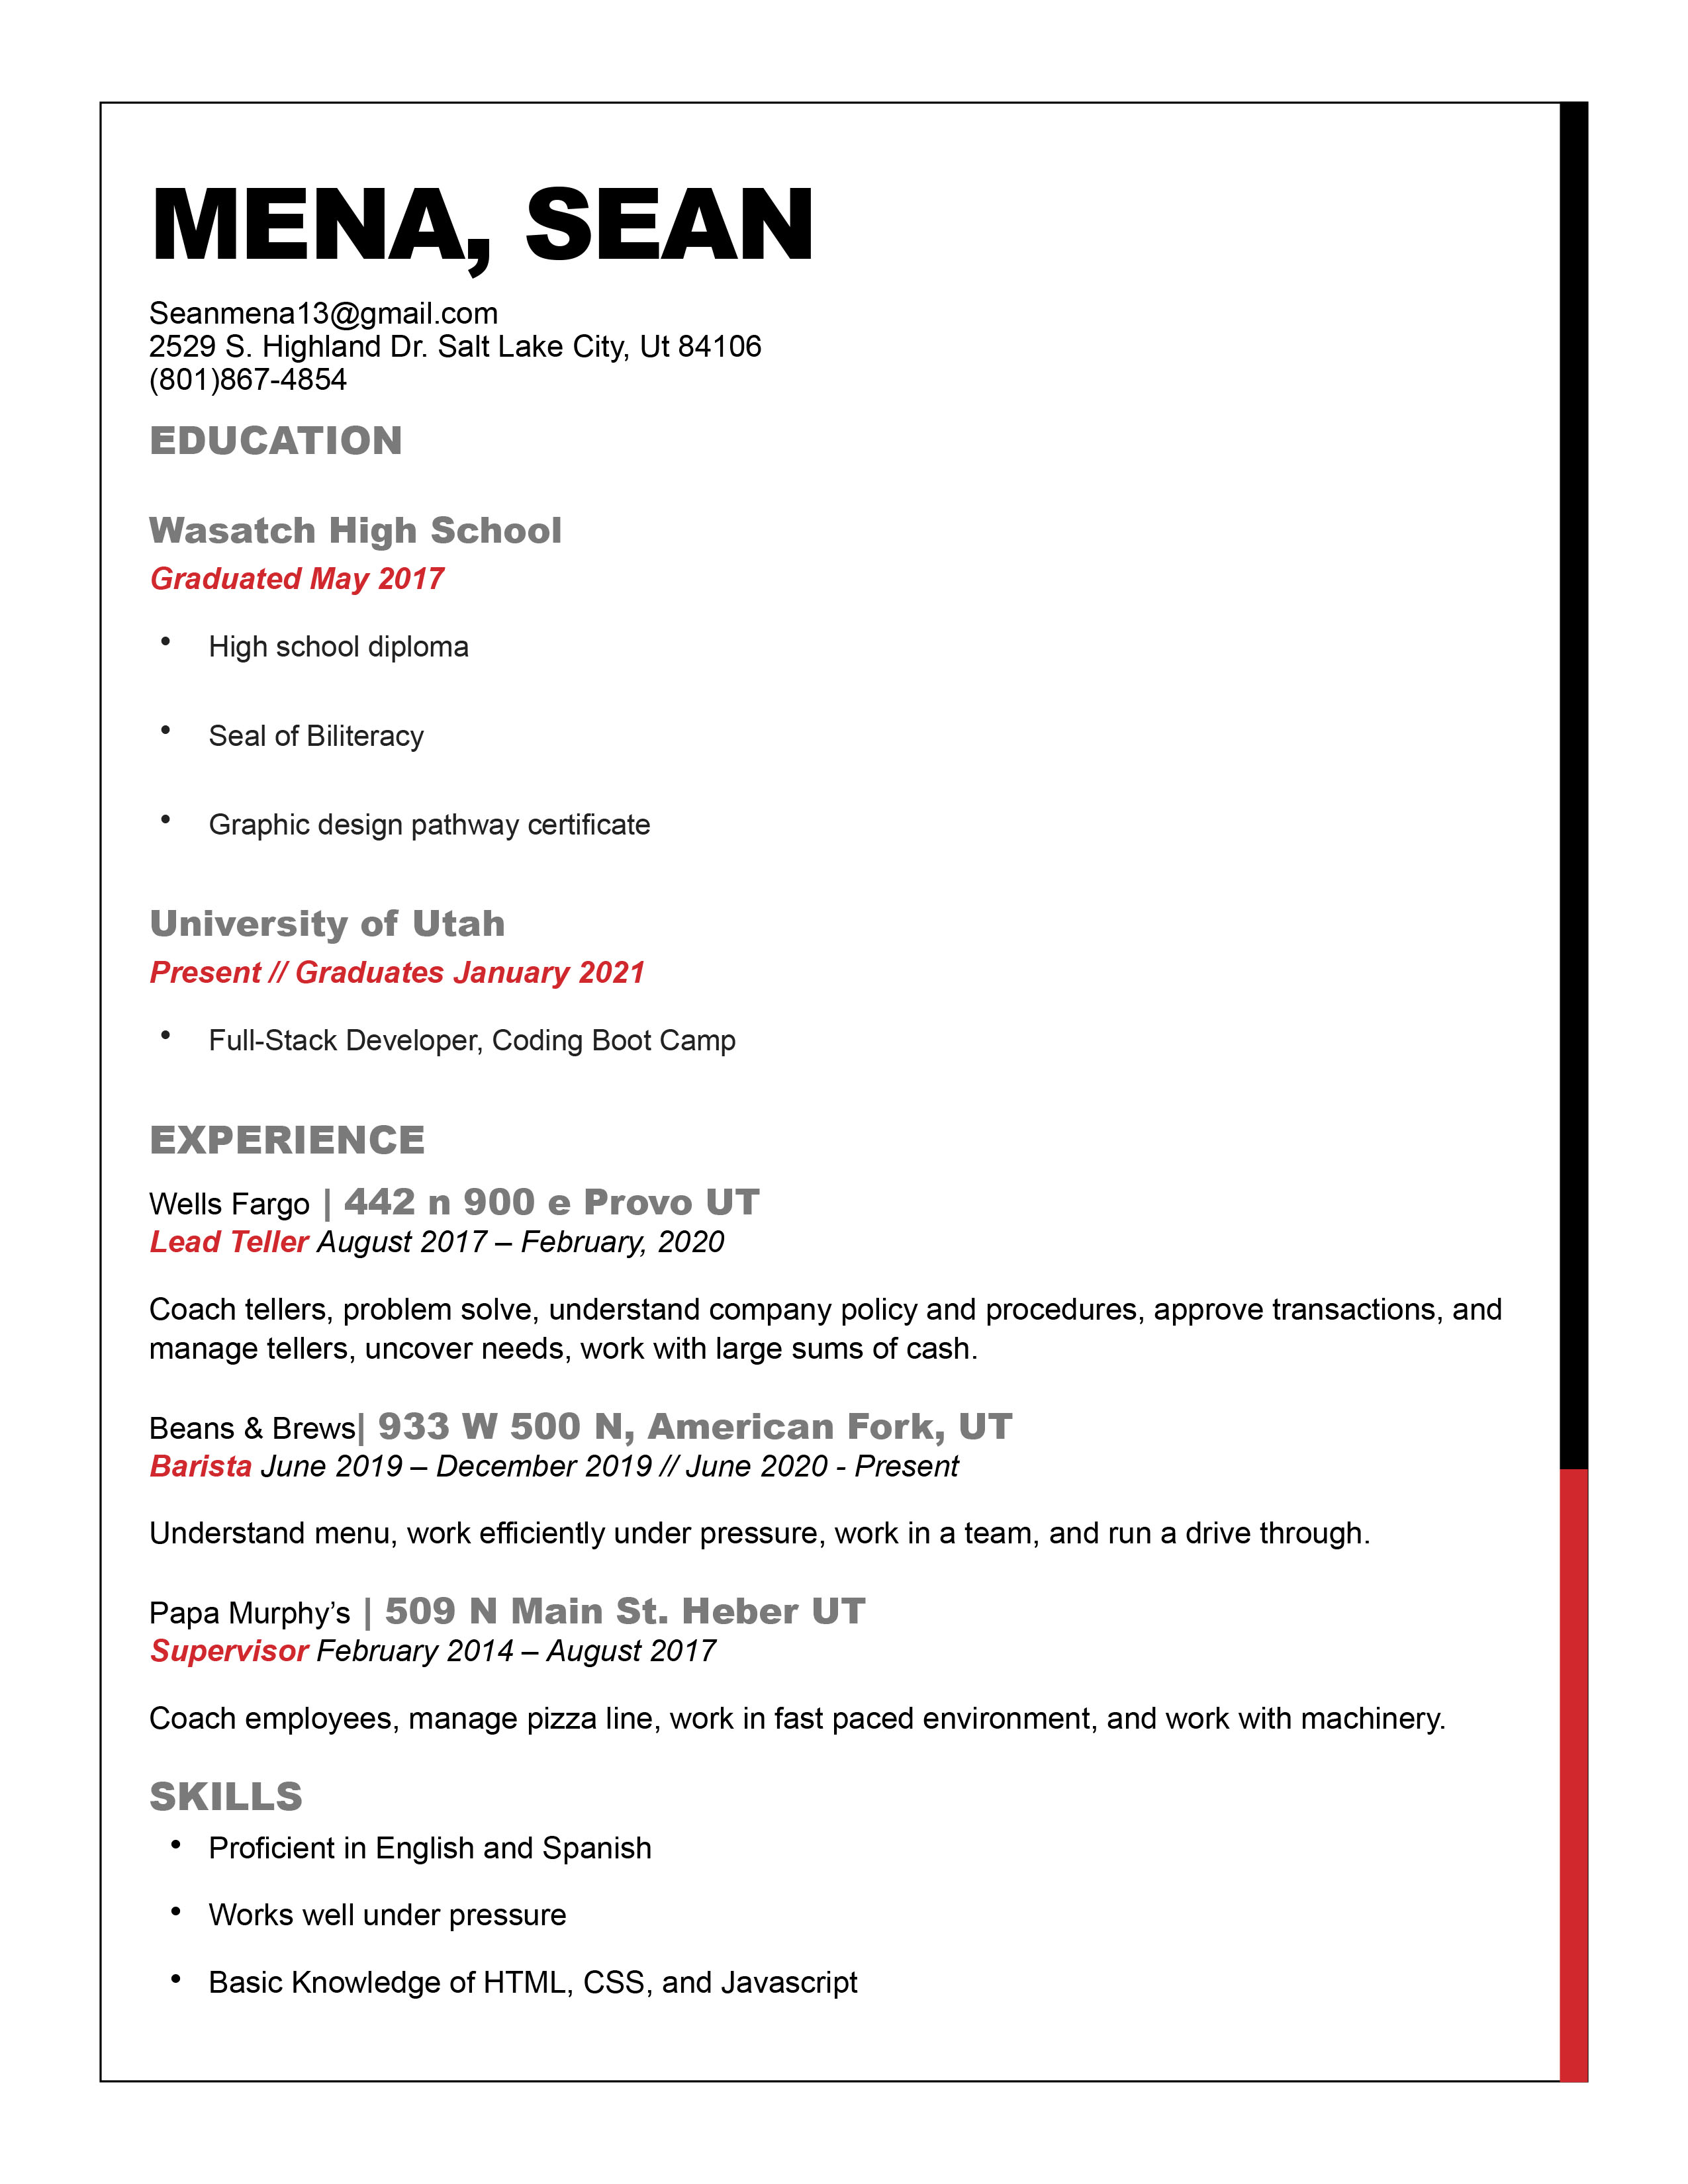 MENA, SEAN
Seanmena13@gmail.com
2529 S. Highland Dr. Salt Lake City, Ut 84106
(801)867-4854
EDUCATION
Wasatch High School
Graduated May 2017
• High school diploma
• Seal of Biliteracy
• Graphic design pathway certificate
University of Utah
Present // Graduates January 2021
• Full-Stack Developer, Coding Boot Camp
EXPERIENCE
Wells Fargo | 442 n 900 e Provo UT
Lead Teller August 2017 – February, 2020
Coach tellers, problem solve, understand company policy and procedures, approve transactions, and
manage tellers, uncover needs, work with large sums of cash.
Beans & Brews| 933 W 500 N, American Fork, UT
Barista June 2019 – December 2019 // June 2020 - Present
Understand menu, work efficiently under pressure, work in a team, and run a drive through.
Papa Murphy’s | 509 N Main St. Heber UT
Supervisor February 2014 – August 2017
Coach employees, manage pizza line, work in fast paced environment, and work with machinery.
SKILLS
• Proficient in English and Spanish
• Works well under pressure
• Basic Knowledge of HTML, CSS, and Javascript